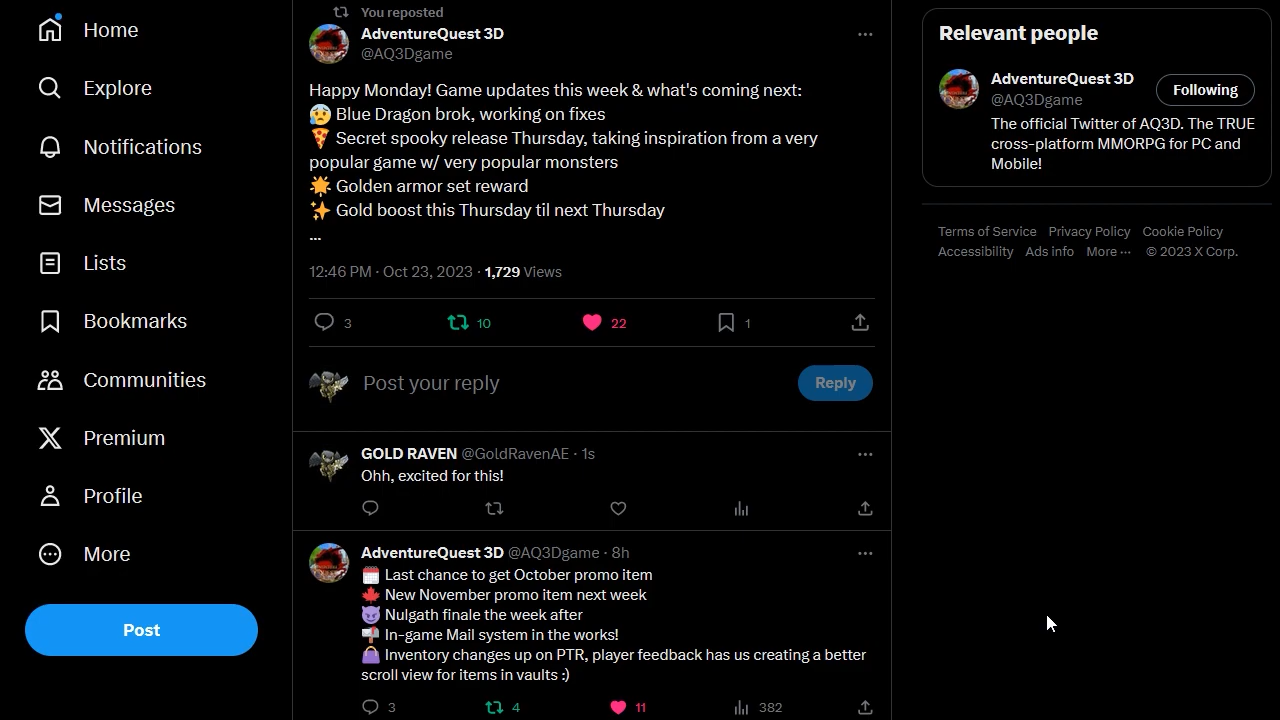 Home
Explore
Notifications
Messages
Lists
Bookmarks
Communities
Premium
Profile
More
Post
You reposted
AdventureQuest 3D
@AQ3Dgame
Happy Monday! Game updates this week & what's coming next:
😰 Blue Dragon brok, working on fixes
🍕 Secret spooky release Thursday, taking inspiration from a very
popular game w/ very popular monsters
🌟 Golden armor set reward
✨ Gold boost this Thursday til next Thursday
...
12:46 PM · Oct 23, 2023 · 1,729 Views
3 10 22 1
Post your reply
Reply
GOLD RAVEN @GoldRavenAE · 1s
Ohh, excited for this!
AdventureQuest 3D @AQ3Dgame · 8h
🗓️ Last chance to get October promo item
🍁 New November promo item next week
😈 Nulgath finale the week after
📬 In-game Mail system in the works!
👜 Inventory changes up on PTR, player feedback has us creating a better
scroll view for items in vaults :)
3 4 11 382
Relevant people
AdventureQuest 3D
@AQ3Dgame
Following
The official Twitter of AQ3D. The TRUE
cross-platform MMORPG for PC and
Mobile!
Terms of Service Privacy Policy Cookie Policy
Accessibility Ads info More ··· © 2023 X Corp.